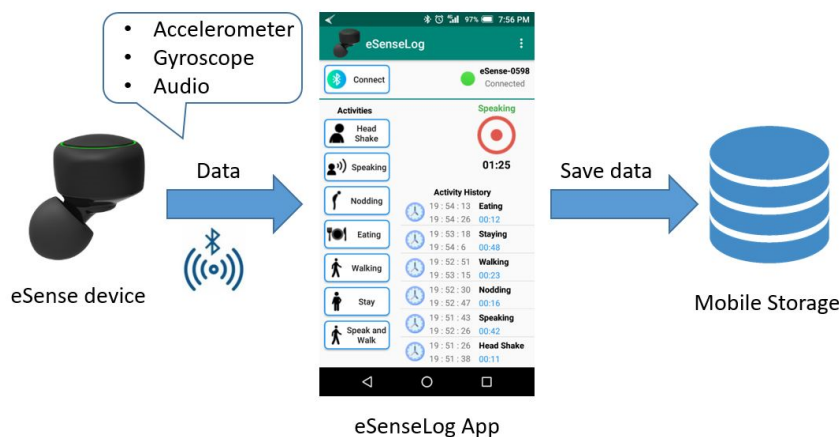 • Accelerometer
• Gyroscope
• Audio
eSense device
Data
97% 7:56 PM
eSenseLog
Connect
eSense-0598
Connected
Activities
Head
Shake
Speaking
Nodding
Eating
Walking
Stay
Speak and
Walk
Speaking
01:25
Activity History
19 : 54 : 13 Eating
19 : 54 : 26 00:12
19 : 53 : 18 Staying
19 : 54 : 6 00:48
19 : 52 : 51 Walking
19 : 53 : 15 00:23
19 : 52 : 30 Nodding
19 : 52 : 47 00:16
19 : 51 : 43 Speaking
19 : 52 : 26 00:42
19 : 51 : 26 Head Shake
19 : 51 : 38 00:11
eSenseLog App
Save data
Mobile Storage